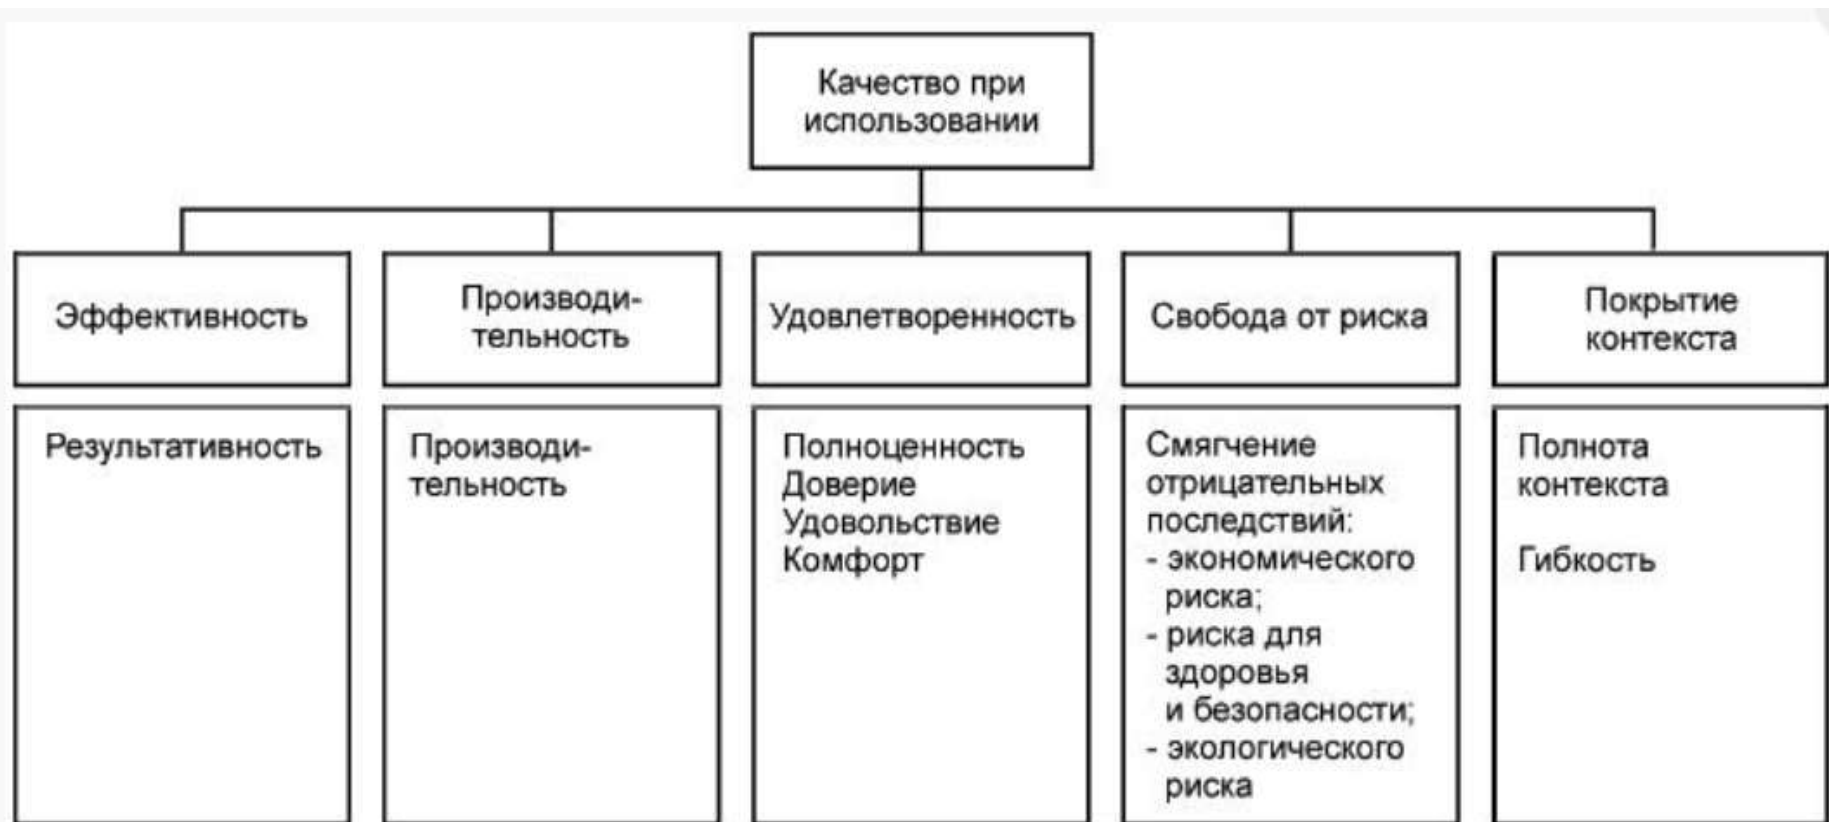 Качество при
использовании
Эффективность
Производи-
тельность
Удовлетворенность
Свобода от риска
Покрытие
контекста
Результативность
Производи-
тельность
Полноценность
Доверие
Удовольствие
Комфорт
Смягчение
отрицательных
последствий:
- экономического
риска;
- риска для
здоровья
и безопасности;
- экологического
риска
Полнота
контекста
Гибкость